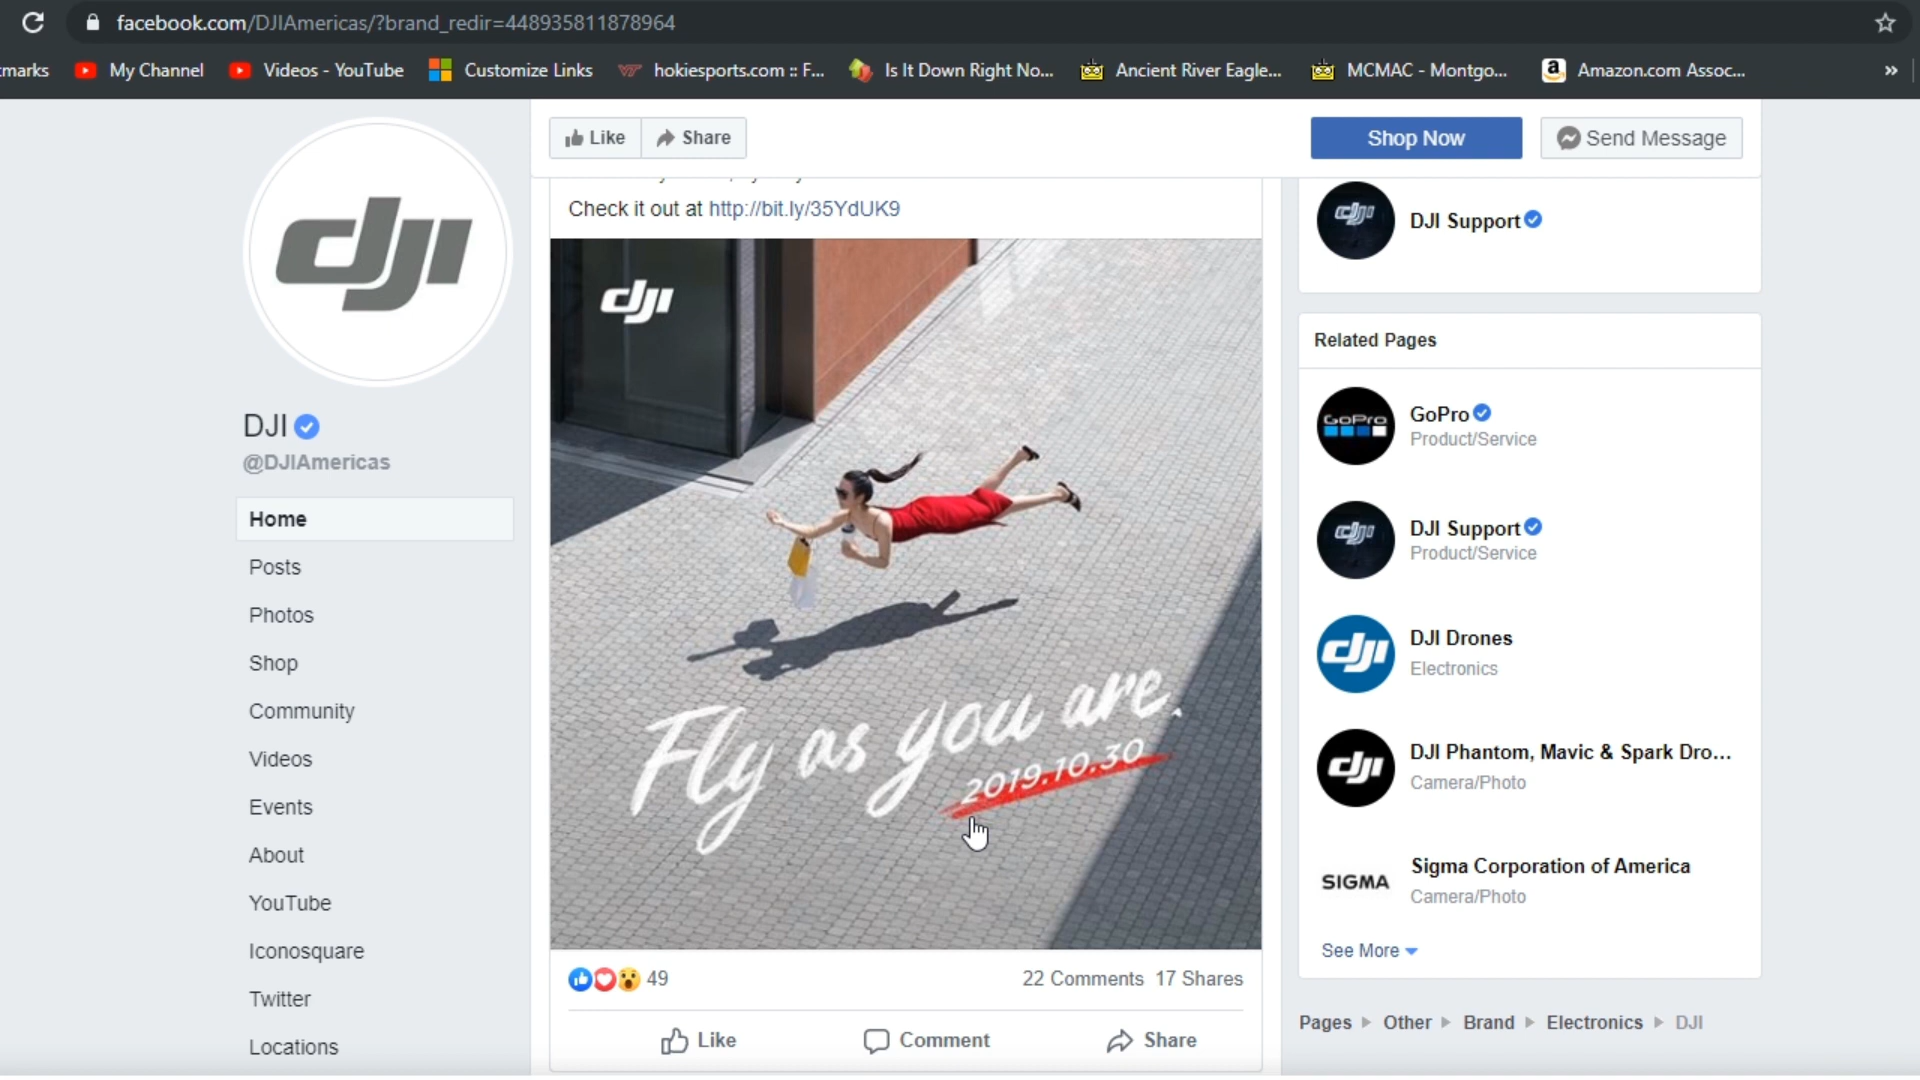 facebook.com/DJIAmericas/?brand_redir=448935811878964
marks My Channel Videos - YouTube Customize Links hokiesports.com :: F... Is It Down Right No... Ancient River Eagle... MCMAC - Montgo... Amazon.com Assoc... »
Like Share Shop Now Send Message
dji
DJI
@DJIAmericas
Home
Posts
Photos
Shop
Community
Videos
Events
About
YouTube
Iconosquare
Twitter
Locations
Check it out at http://bit.ly/35YdUK9
dji
Fly as you are.
2019.10.30
49 22 Comments 17 Shares
Like Comment Share
dji
DJI Support
Related Pages
GoPro
GoPro
Product/Service
dji
DJI Support
Product/Service
dji
DJI Drones
Electronics
dji
DJI Phantom, Mavic & Spark Dro...
Camera/Photo
SIGMA
Sigma Corporation of America
Camera/Photo
See More
Pages Other Brand Electronics DJI